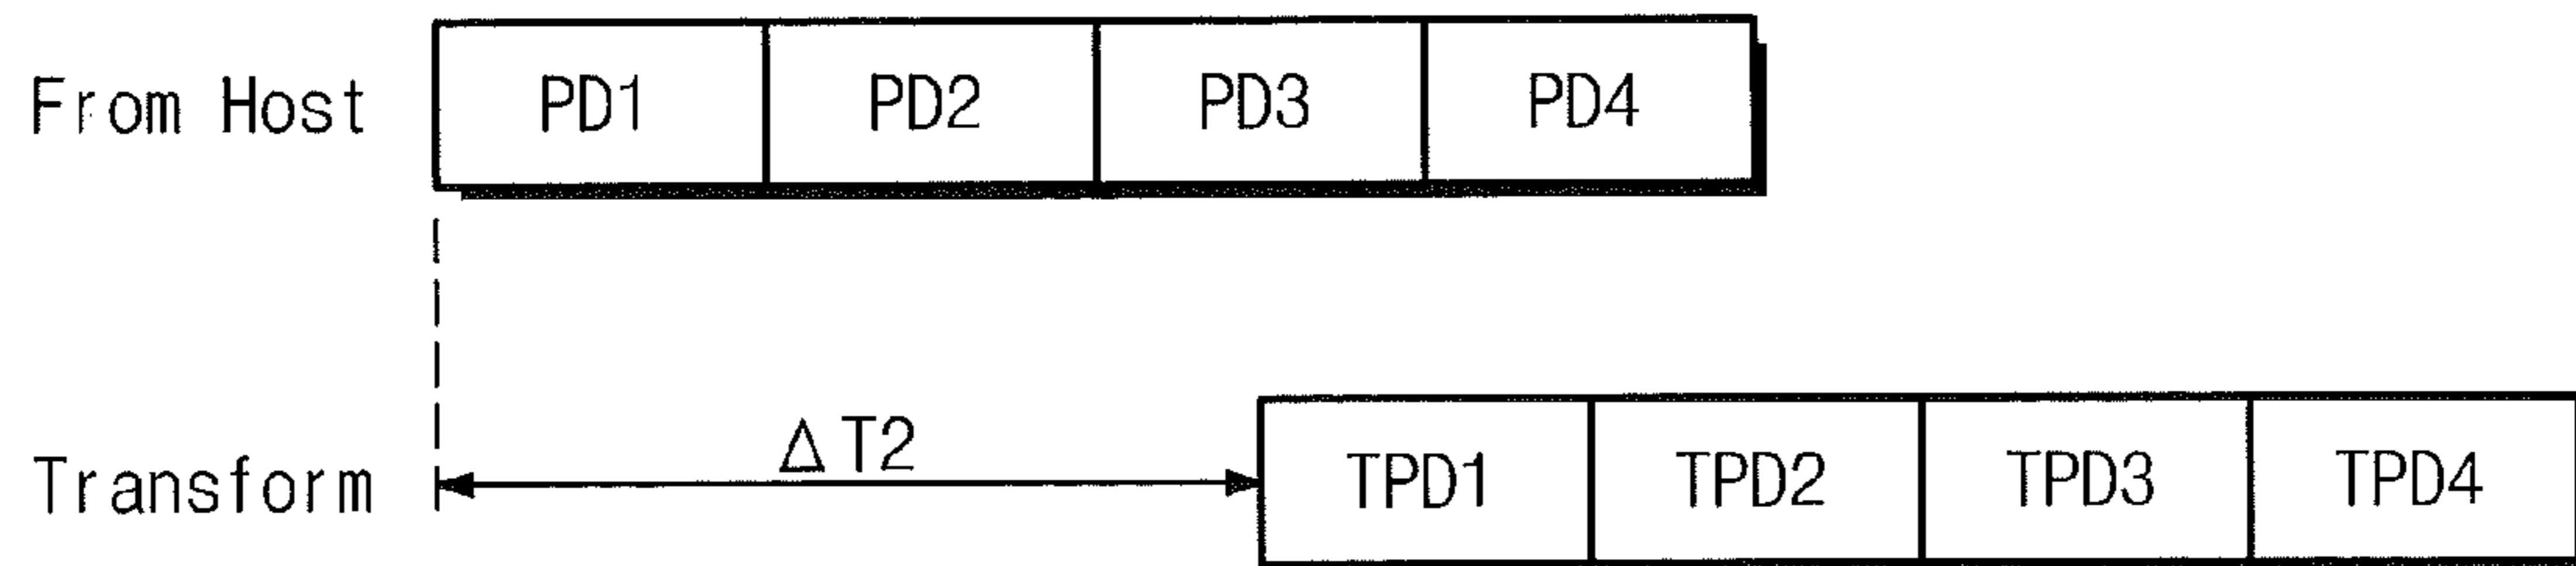 From Host PD1 PD2 PD3 PD4
ΔT2
Transform TPD1 TPD2 TPD3 TPD4